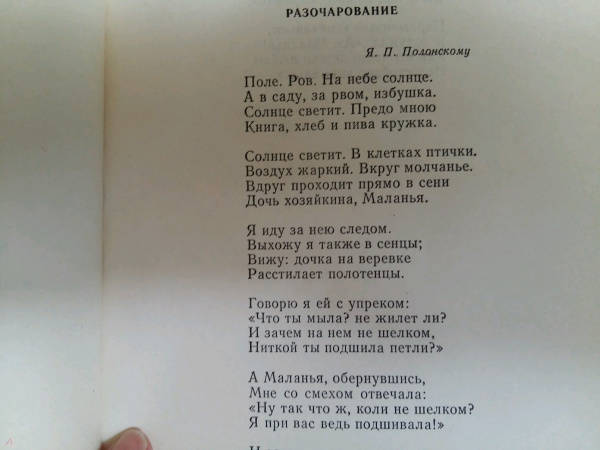 РАЗОЧАРОВАНИЕ
Я. П. Полонскому
Поле. Ров. На небе солнце.
А в саду, за рвом, избушка.
Солнце светит. Предо мною
Книга, хлеб и пива кружка.
Солнце светит. В клетках птички.
Воздух жаркий. Вкруг молчанье.
Вдруг проходит прямо в сени
Дочь хозяйкина, Маланья.
Я иду за нею следом.
Выхожу я также в сенцы;
Вижу: дочка на веревке
Расстилает полотенцы.
Говорю я ей с упреком:
«Что ты мыла? не жилет ли?
И зачем на нем не шелком,
Ниткой ты подшила петли?»
А Маланья, обернувшись,
Мне со смехом отвечала:
«Ну так что ж, коли не шелком?
Я при вас ведь подшивала!»